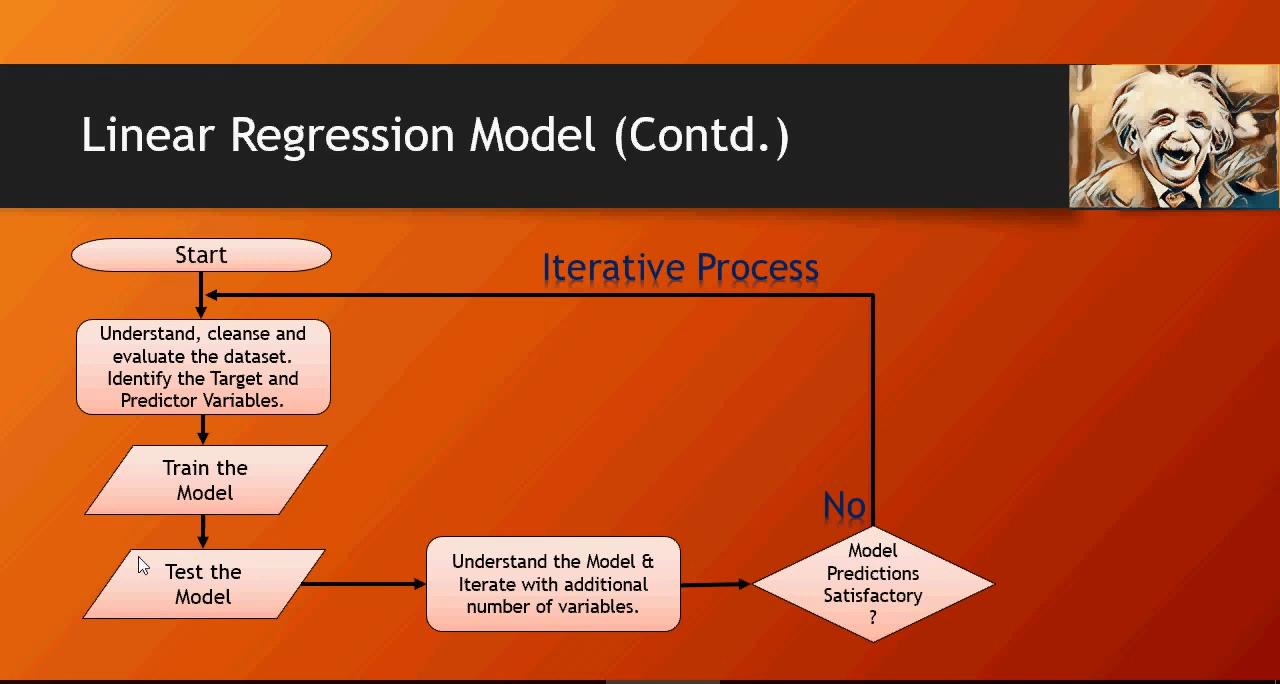 Linear Regression Model (Contd.)
Start
Iterative Process
Understand, cleanse and
evaluate the dataset.
Identify the Target and
Predictor Variables.
Train the
Model
Test the
Model
Understand the Model &
Iterate with additional
number of variables.
No
Model
Predictions
Satisfactory
?